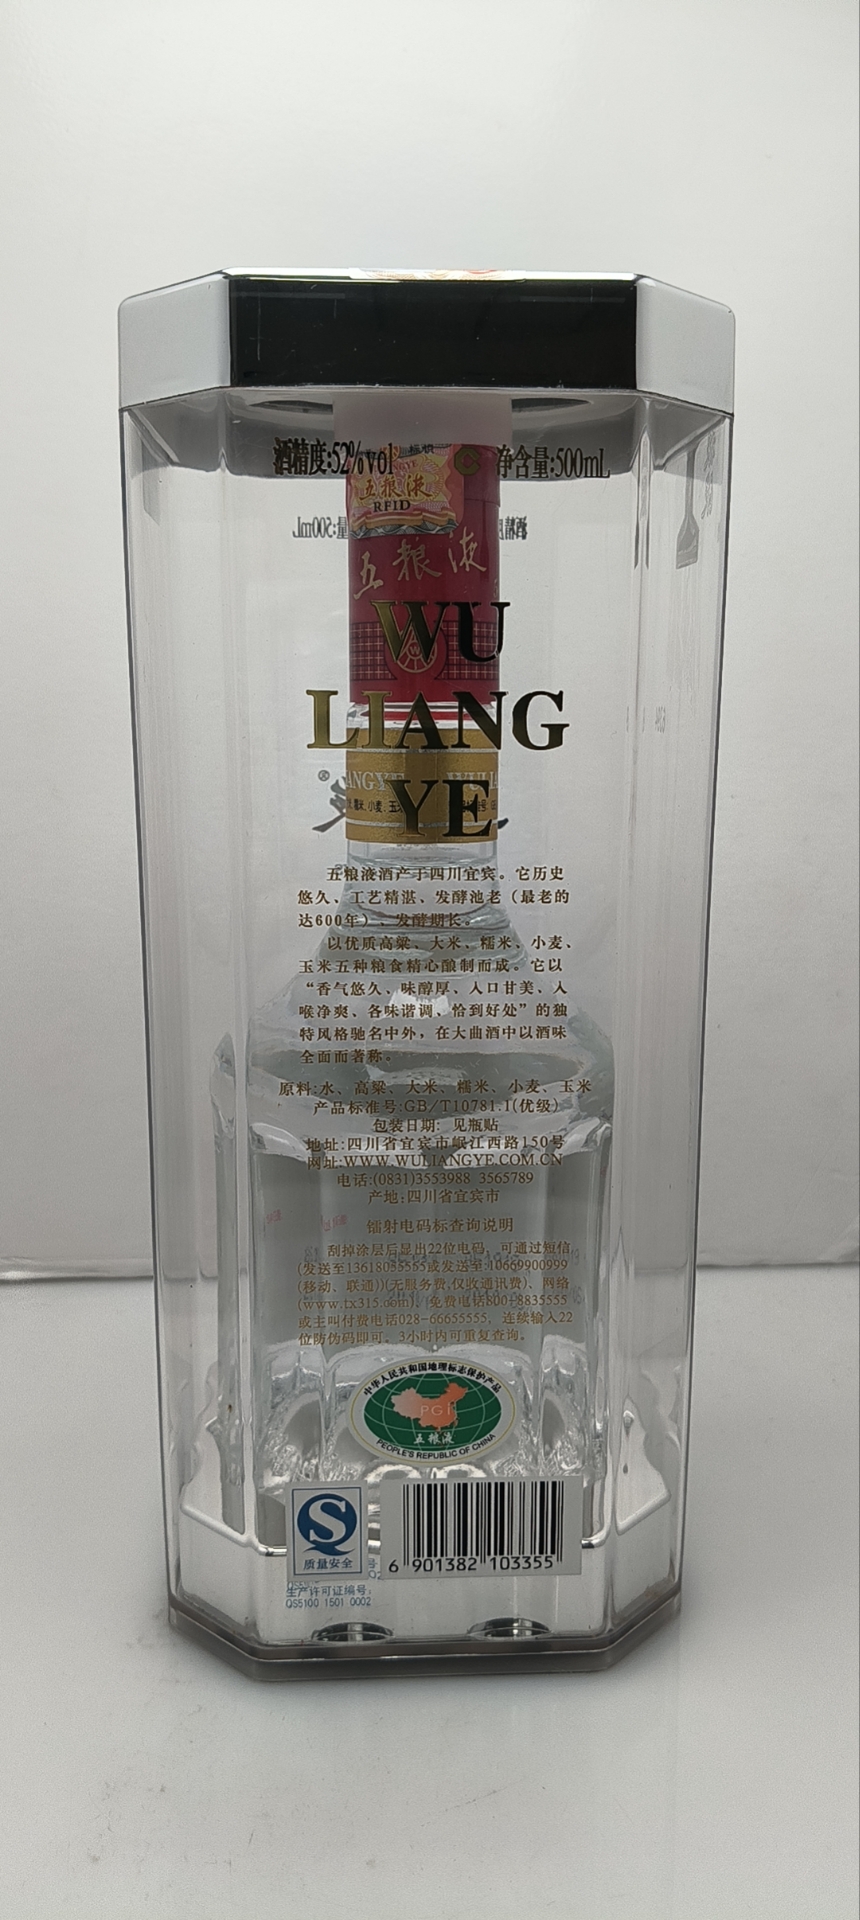 酒精度:52%vol C 净含量:500mL
五粮液
RFID
五粮液
WU
LIANG
YE
五粮液酒产于四川宜宾。它历史
悠久、工艺精湛、发酵池老（最老的
达600年）、发酵期长。
以优质高粱、大米、糯米、小麦、
玉米五种粮食精心酿制而成。它以
“香气悠久、味醇厚、入口甘美、入
喉净爽、各味谐调、恰到好处”的独
特风格驰名中外，在大曲酒中以酒味
全面而著称。
原料:水、高粱、大米、糯米、小麦、玉米
产品标准号:GB/T10781.1(优级)
包装日期: 见瓶贴
地址:四川省宜宾市岷江西路150号
网址:WWW.WULIANGYE.COM.CN
电话:(0831)3553988 3565789
产地:四川省宜宾市
镭射电码标查询说明
刮掉涂层后显出22位电码，可通过短信
(发送至13618035555或发送至:10669900999
(移动、联通))(无服务费,仅收通讯费)、网络
(www.tx315.com)、免费电话800-8835555
或主叫付费电话028-66655555，连续输入22
位防伪码即可。3小时内可重复查询。
中华人民共和国地理标志保护产品
PGI
五粮液
PEOPLE'S REPUBLIC OF CHINA
质量安全
6 901382 103355
生产许可证编号:
QS5100 1501 0002